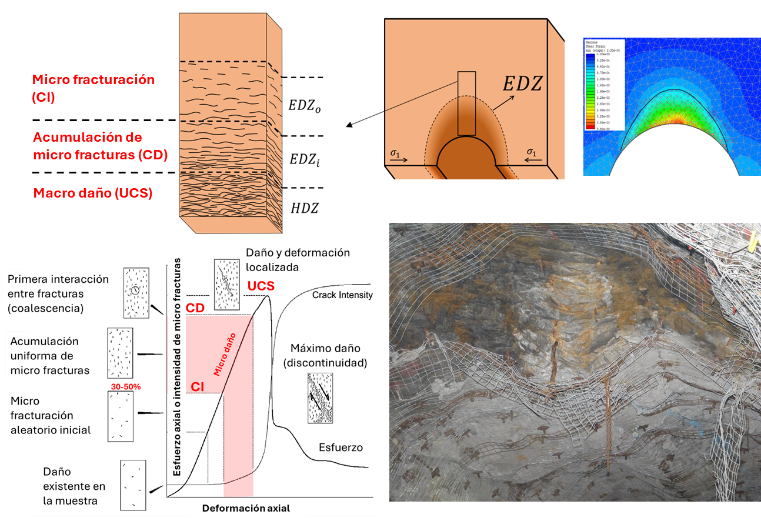 Micro fracturación
(CI)
Acumulación de
micro fracturas (CD)
Macro daño (UCS)
EDZₒ
EDZᵢ
HDZ
EDZ
σ₁
σ₁
Primera interacción
entre fracturas
(coalescencia)
Acumulación
uniforme de
micro fracturas
30-50%
Micro
fracturación
aleatorio inicial
Daño
existente en
la muestra
Esfuerzo axial o intensidad de micro fracturas
Daño y deformación
localizada
UCS
CD
CI
Micro daño
Crack Intensity
Máximo daño
(discontinuidad)
Esfuerzo
Deformación axial